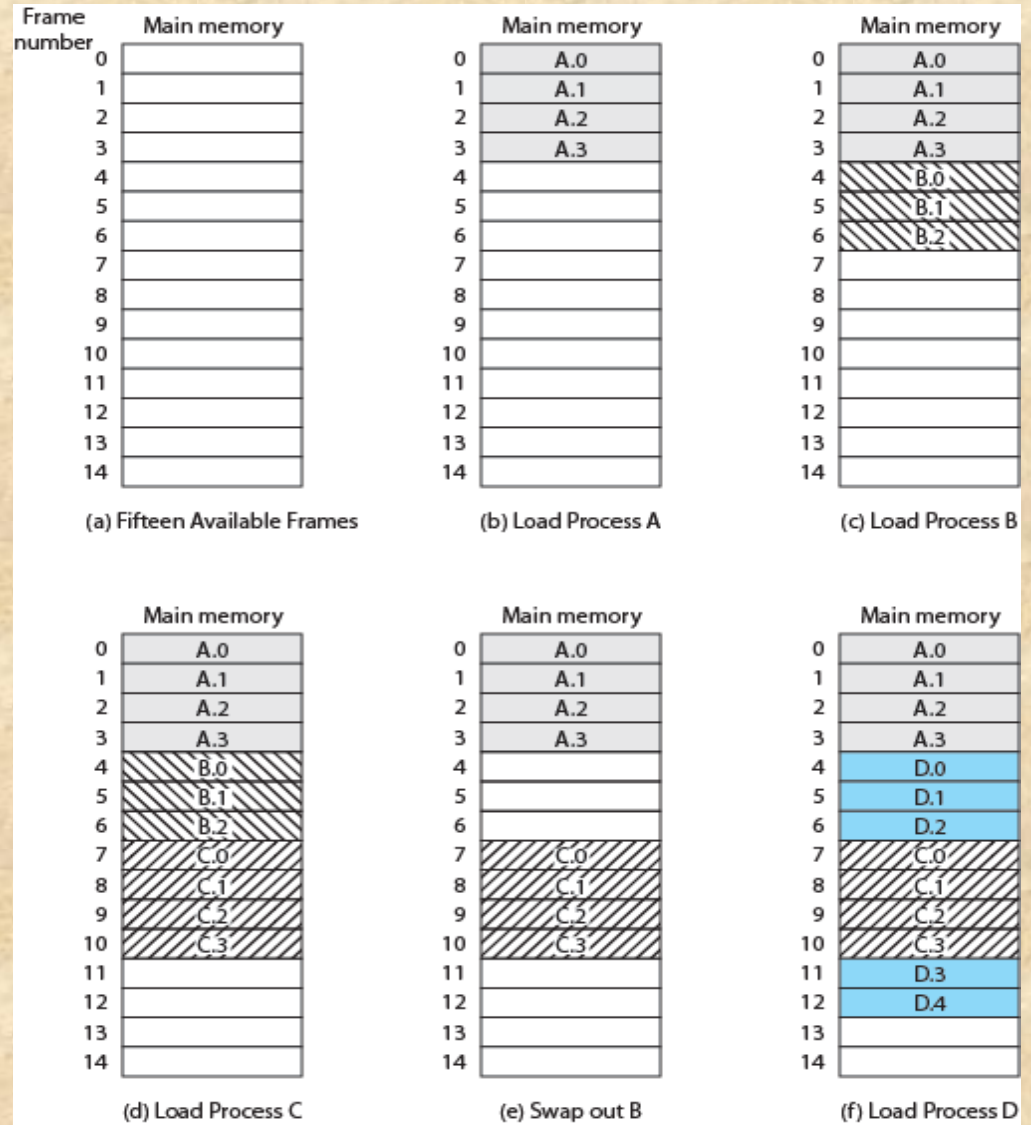 Frame
number
Main memory
0
1
2
3
4
5
6
7
8
9
10
11
12
13
14
(a) Fifteen Available Frames
Main memory
0 A.0
1 A.1
2 A.2
3 A.3
4
5
6
7
8
9
10
11
12
13
14
(b) Load Process A
Main memory
0 A.0
1 A.1
2 A.2
3 A.3
4 B.0
5 B.1
6 B.2
7
8
9
10
11
12
13
14
(c) Load Process B
Main memory
0 A.0
1 A.1
2 A.2
3 A.3
4 B.0
5 B.1
6 B.2
7 C.0
8 C.1
9 C.2
10 C.3
11
12
13
14
(d) Load Process C
Main memory
0 A.0
1 A.1
2 A.2
3 A.3
4
5
6
7 C.0
8 C.1
9 C.2
10 C.3
11
12
13
14
(e) Swap out B
Main memory
0 A.0
1 A.1
2 A.2
3 A.3
4 D.0
5 D.1
6 D.2
7 C.0
8 C.1
9 C.2
10 C.3
11 D.3
12 D.4
13
14
(f) Load Process D